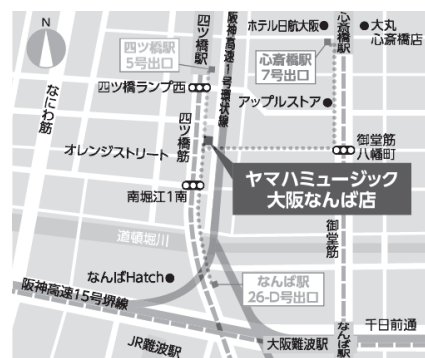 N
四ツ橋駅
阪神高速1号環状線
ホテル日航大阪
心斎橋駅
大丸
心斎橋店
四ツ橋駅
5号出口
心斎橋駅
7号出口
四ツ橋ランプ西
アップルストア
なにわ筋
四ツ橋筋
オレンジストリート
御堂筋
八幡町
ヤマハミュージック
大阪なんば店
南堀江1南
御堂筋
道頓堀川
なんばHatch
なんば駅
26-D号出口
阪神高速15号堺線
千日前通
JR難波駅
大阪難波駅
なんば駅